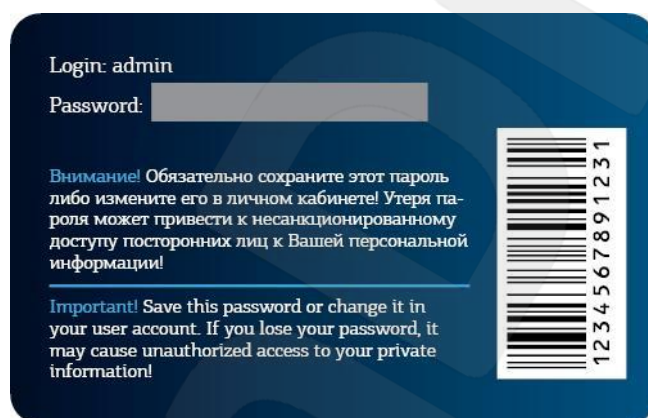 Login: admin
Password:
Внимание! Обязательно сохраните этот пароль
либо измените его в личном кабинете! Утеря па-
роля может привести к несанкционированному
доступу посторонних лиц к Вашей персональной
информации!
Important! Save this password or change it in
your user account. If you lose your password, it
may cause unauthorized access to your private
information!
1234567891231